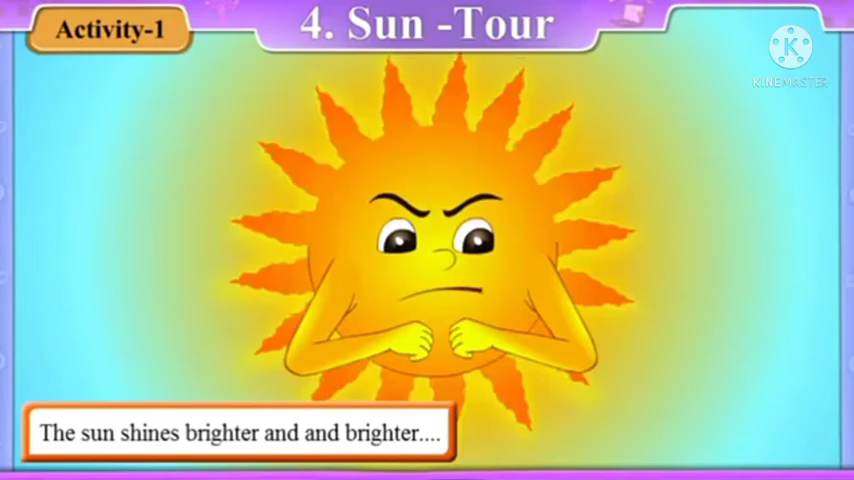 Activity-1
4. Sun -Tour
K
KINEMASTER
The sun shines brighter and and brighter....